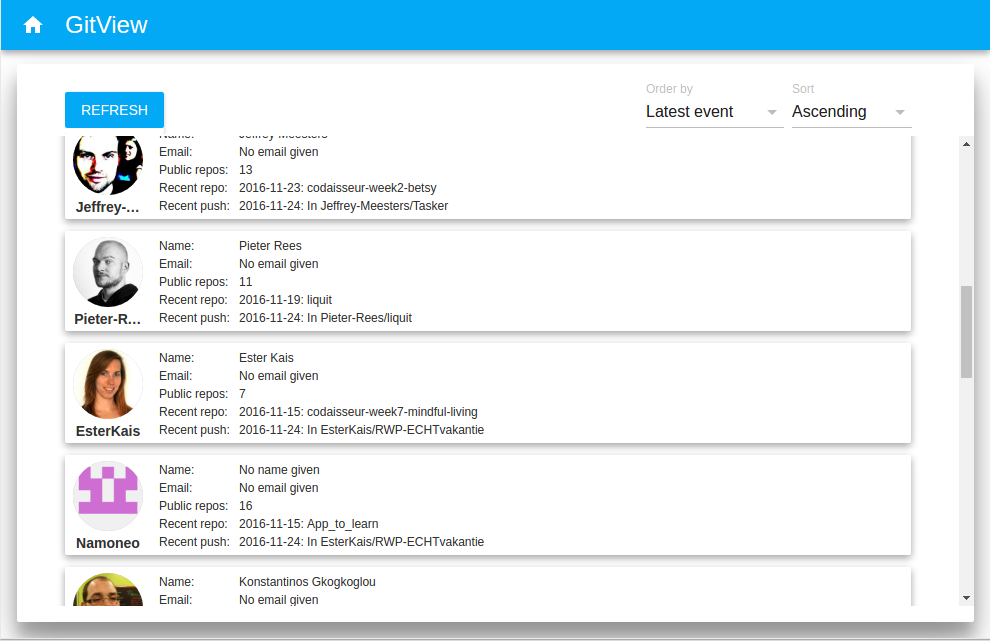 GitView
Order by
Sort
REFRESH
Latest event
Ascending
Name: Jeffrey Meesters
Email: No email given
Public repos: 13
Recent repo: 2016-11-23: codaisseur-week2-betsy
Jeffrey-...
Recent push: 2016-11-24: In Jeffrey-Meesters/Tasker
Name: Pieter Rees
Email: No email given
Public repos: 11
Recent repo: 2016-11-19: liquit
Pieter-R...
Recent push: 2016-11-24: In Pieter-Rees/liquit
Name: Ester Kais
Email: No email given
Public repos: 7
Recent repo: 2016-11-15: codaisseur-week7-mindful-living
EsterKais
Recent push: 2016-11-24: In EsterKais/RWP-ECHTvakantie
Name: No name given
Email: No email given
Public repos: 16
Recent repo: 2016-11-15: App_to_learn
Namoneo
Recent push: 2016-11-24: In EsterKais/RWP-ECHTvakantie
Name: Konstantinos Gkogkoglou
Email: No email given